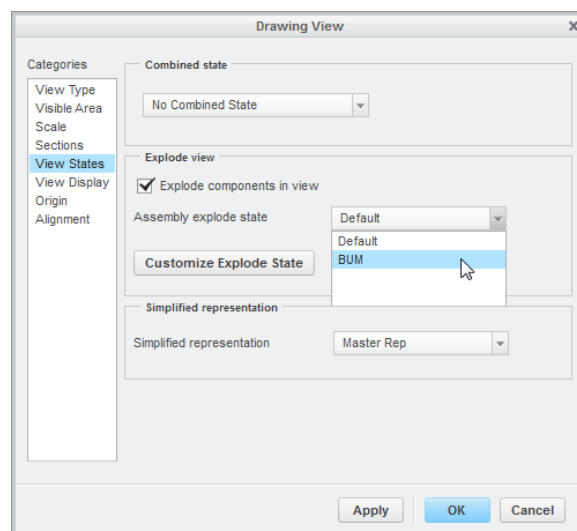 Drawing View
x
Categories
View Type
Visible Area
Scale
Sections
View States
View Display
Origin
Alignment
Combined state
No Combined State
Explode view
Explode components in view
Assembly explode state
Default
Default
BUM
Customize Explode State
Simplified representation
Simplified representation
Master Rep
Apply
OK
Cancel